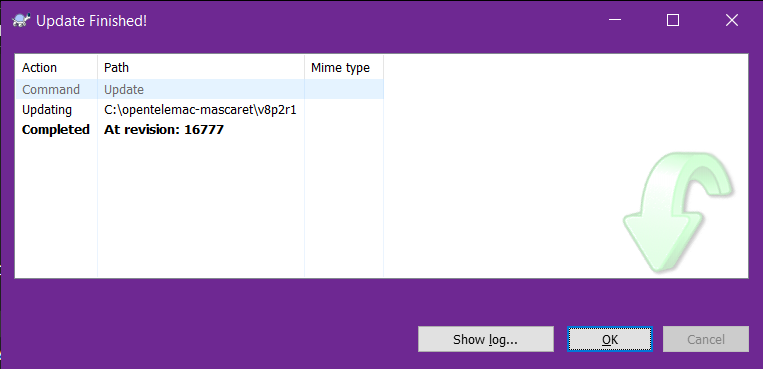 Update Finished!
Action Path Mime type
Command Update
Updating C:\opentelemac-mascaret\v8p2r1
Completed At revision: 16777
Show log... OK Cancel